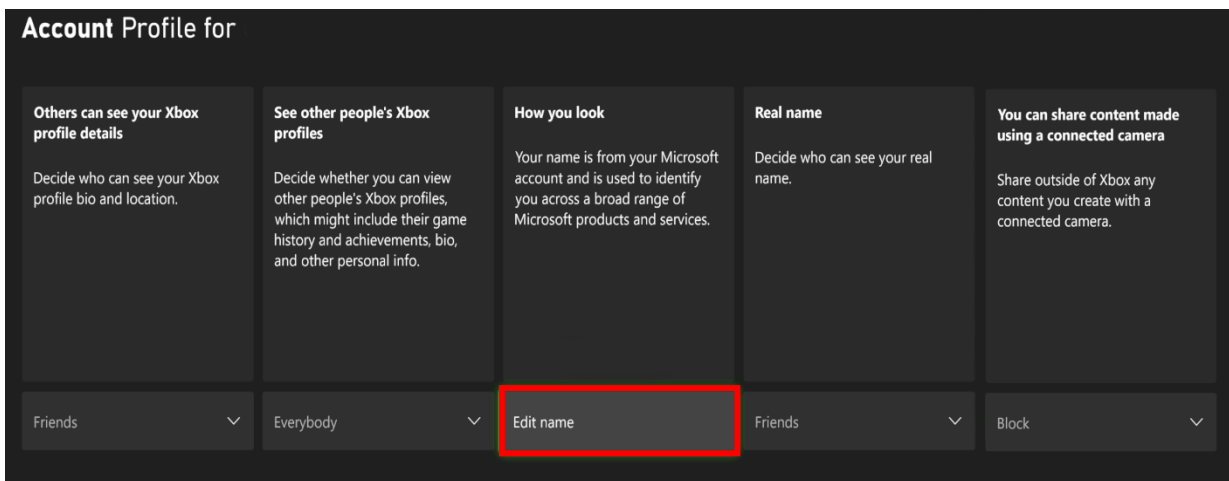 Account Profile for
Others can see your Xbox
profile details
Decide who can see your Xbox
profile bio and location.
Friends
See other people's Xbox
profiles
Decide whether you can view
other people's Xbox profiles,
which might include their game
history and achievements, bio,
and other personal info.
Everybody
How you look
Your name is from your Microsoft
account and is used to identify
you across a broad range of
Microsoft products and services.
Edit name
Real name
Decide who can see your real
name.
Friends
You can share content made
using a connected camera
Share outside of Xbox any
content you create with a
connected camera.
Block